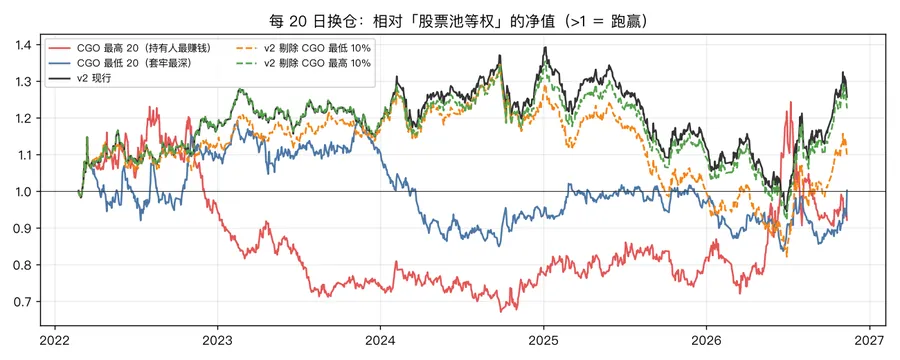 每 20 日换仓：相对「股票池等权」的净值（>1 = 跑赢）
CGO 最高 20（持有人最赚钱）
CGO 最低 20（套牢最深）
v2 现行
v2 剔除 CGO 最低 10%
v2 剔除 CGO 最高 10%
1.4
1.3
1.2
1.1
1.0
0.9
0.8
0.7
2022
2023
2024
2025
2026
2027